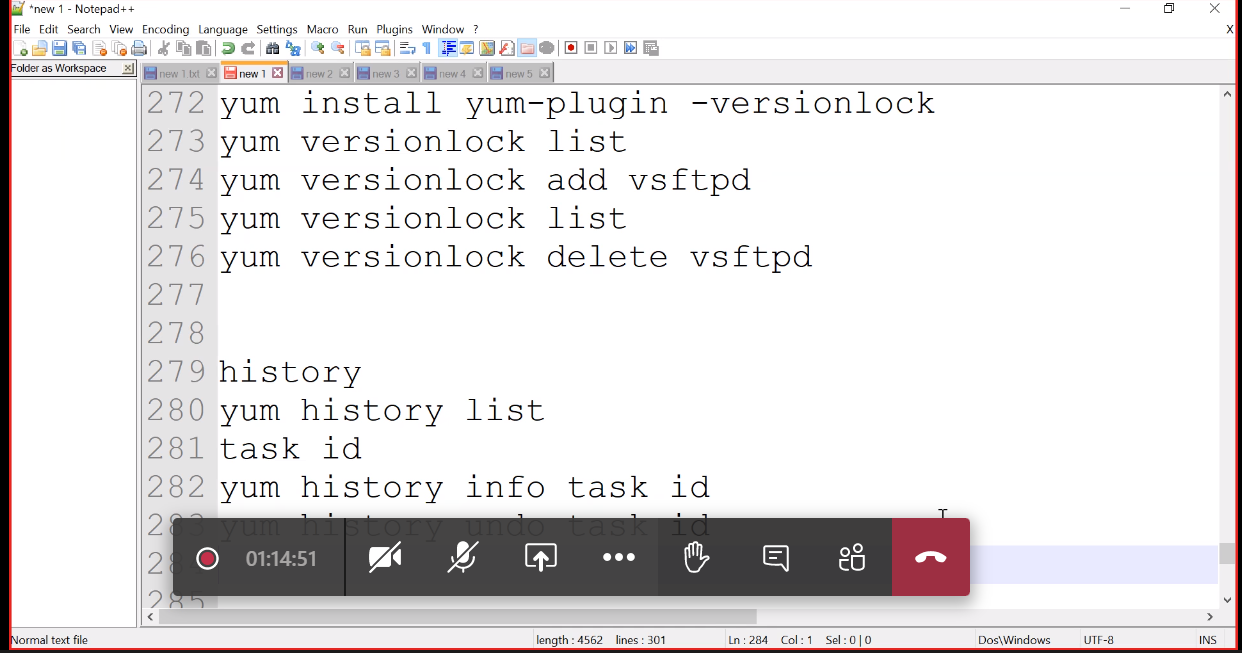 *new 1 - Notepad++
File Edit Search View Encoding Language Settings Macro Run Plugins Window ? X
Folder as Workspace
new 1 txt new 1 new 2 new 3 new 4 new 5
272 yum install yum-plugin -versionlock
273 yum versionlock list
274 yum versionlock add vsftpd
275 yum versionlock list
276 yum versionlock delete vsftpd
277
278
279 history
280 yum history list
281 task id
282 yum history info task id
283 yum history undo task id
01:14:51
285
Normal text file length : 4562 lines : 301 Ln : 284 Col : 1 Sel : 0 | 0 Dos\Windows UTF-8 INS